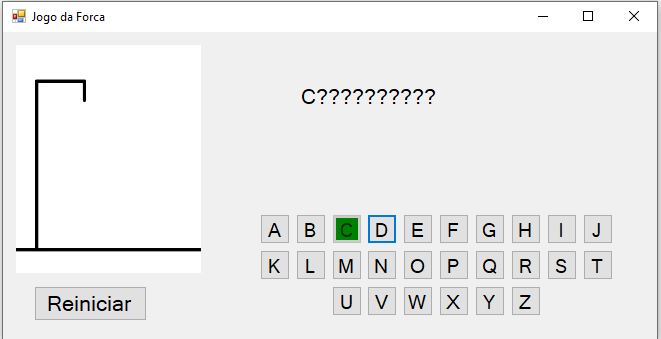 Jogo da Forca
C??????????
A B C D E F G H I J
K L M N O P Q R S T
U V W X Y Z
Reiniciar